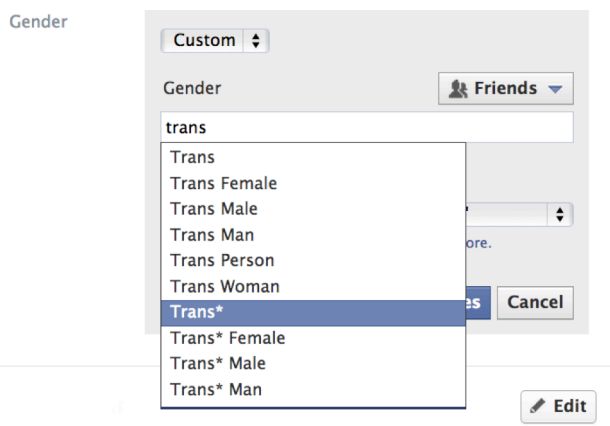 Gender
Custom
Gender
Friends
trans
Trans
Trans Female
Trans Male
Trans Man
Trans Person
Trans Woman
Trans*
Trans* Female
Trans* Male
Trans* Man
ore.
es
Cancel
Edit